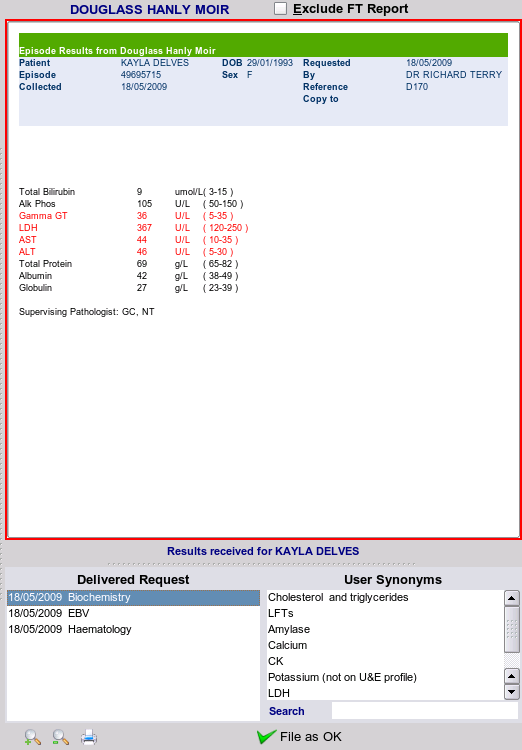 DOUGLASS HANLY MOIR Exclude FT Report
Episode Results from Douglass Hanly Moir
Patient KAYLA DELVES DOB 29/01/1993 Requested 18/05/2009
Episode 49695715 Sex F By DR RICHARD TERRY
Collected 18/05/2009 Reference D170
Copy to
Total Bilirubin 9 umol/L( 3-15 )
Alk Phos 105 U/L ( 50-150 )
Gamma GT 36 U/L ( 5-35 )
LDH 367 U/L ( 120-250 )
AST 44 U/L ( 10-35 )
ALT 46 U/L ( 5-30 )
Total Protein 69 g/L ( 65-82 )
Albumin 42 g/L ( 38-49 )
Globulin 27 g/L ( 23-39 )
Supervising Pathologist: GC, NT
Results received for KAYLA DELVES
Delivered Request
18/05/2009 Biochemistry
18/05/2009 EBV
18/05/2009 Haematology
User Synonyms
Cholesterol and triglycerides
LFTs
Amylase
Calcium
CK
Potassium (not on U&E profile)
LDH
Search
File as OK